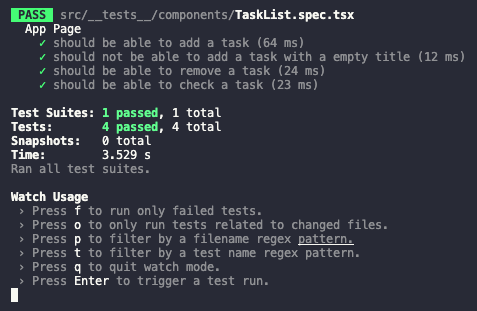 PASS src/__tests__/components/TaskList.spec.tsx
App Page
✓ should be able to add a task (64 ms)
✓ should not be able to add a task with a empty title (12 ms)
✓ should be able to remove a task (24 ms)
✓ should be able to check a task (23 ms)
Test Suites: 1 passed, 1 total
Tests: 4 passed, 4 total
Snapshots: 0 total
Time: 3.529 s
Ran all test suites.
Watch Usage
› Press f to run only failed tests.
› Press o to only run tests related to changed files.
› Press p to filter by a filename regex pattern.
› Press t to filter by a test name regex pattern.
› Press q to quit watch mode.
› Press Enter to trigger a test run.